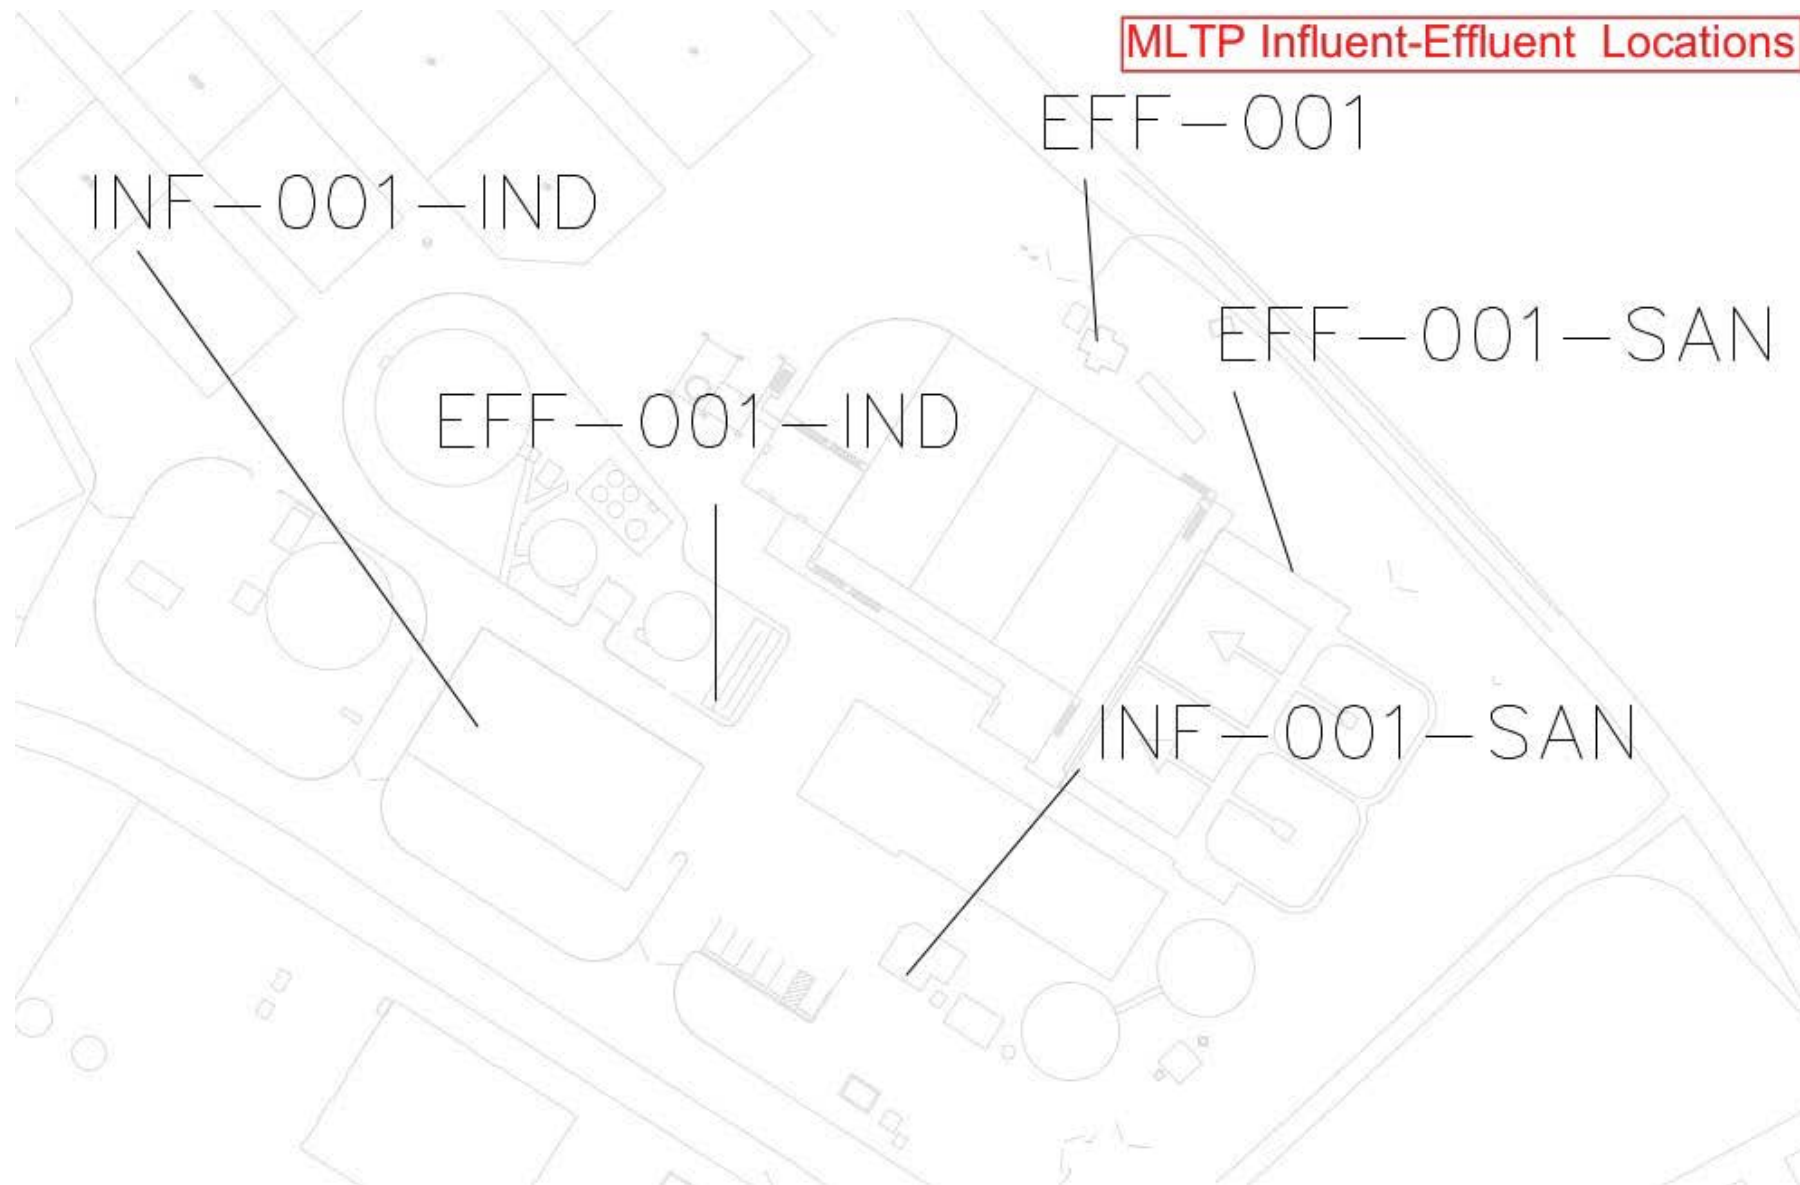 MLTP Influent-Effluent Locations
EFF-001
INF-001-IND
EFF-001-SAN
EFF-001-IND
INF-001-SAN